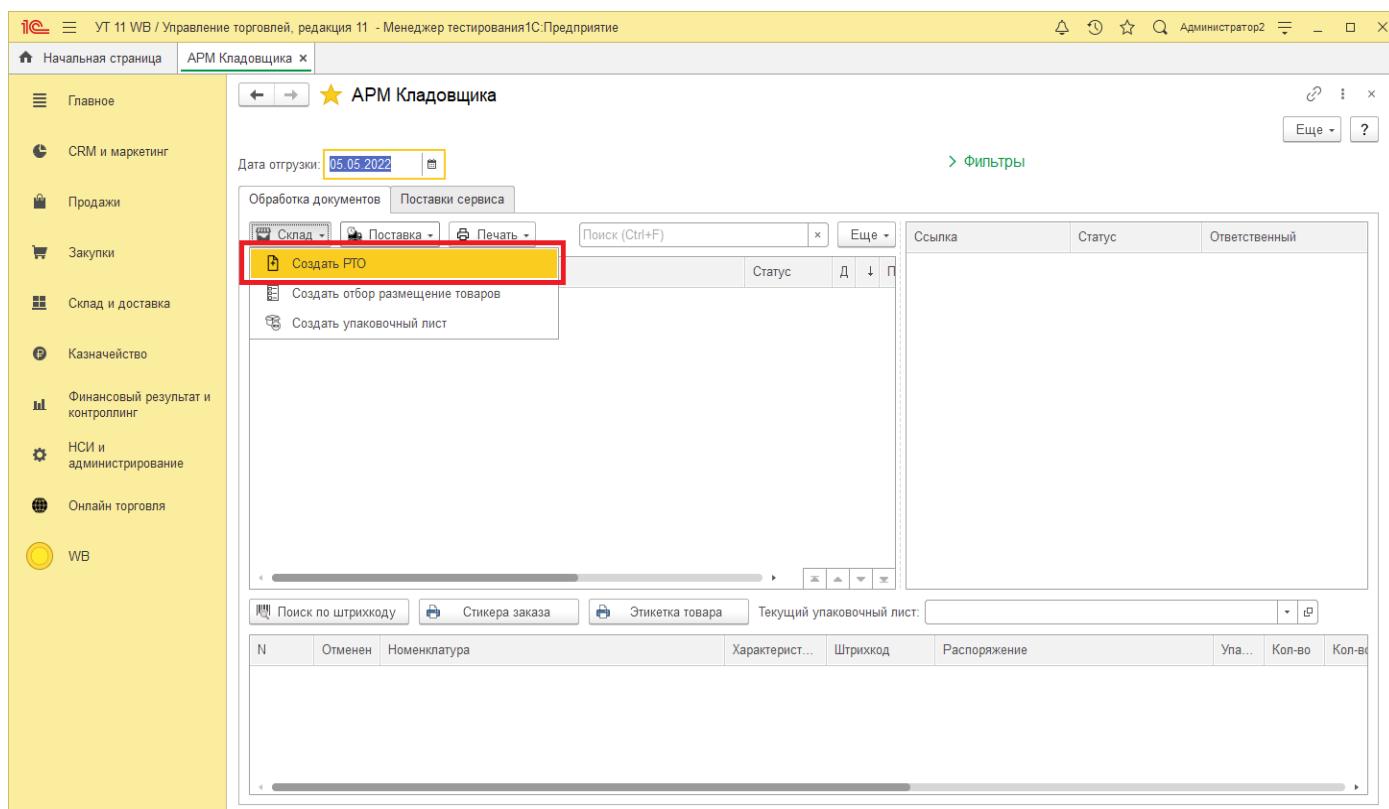 1С УТ 11 WB / Управление торговлей, редакция 11 - Менеджер тестирования1С:Предприятие Администратор2
Начальная страница АРМ Кладовщика ×
Главное
CRM и маркетинг
Продажи
Закупки
Склад и доставка
Казначейство
Финансовый результат и
контроллинг
НСИ и
администрирование
Онлайн торговля
WB
АРМ Кладовщика
Еще ?
Дата отгрузки: 05.05.2022 Фильтры
Обработка документов Поставки сервиса
Склад Поставка Печать Поиск (Ctrl+F) × Еще
Создать РТО
Создать отбор размещение товаров
Создать упаковочный лист
Статус Д ↓ П
Ссылка Статус Ответственный
Поиск по штрихкоду Стикера заказа Этикетка товара Текущий упаковочный лист:
N Отменен Номенклатура Характерист... Штрихкод Распоряжение Упа... Кол-во Кол-во